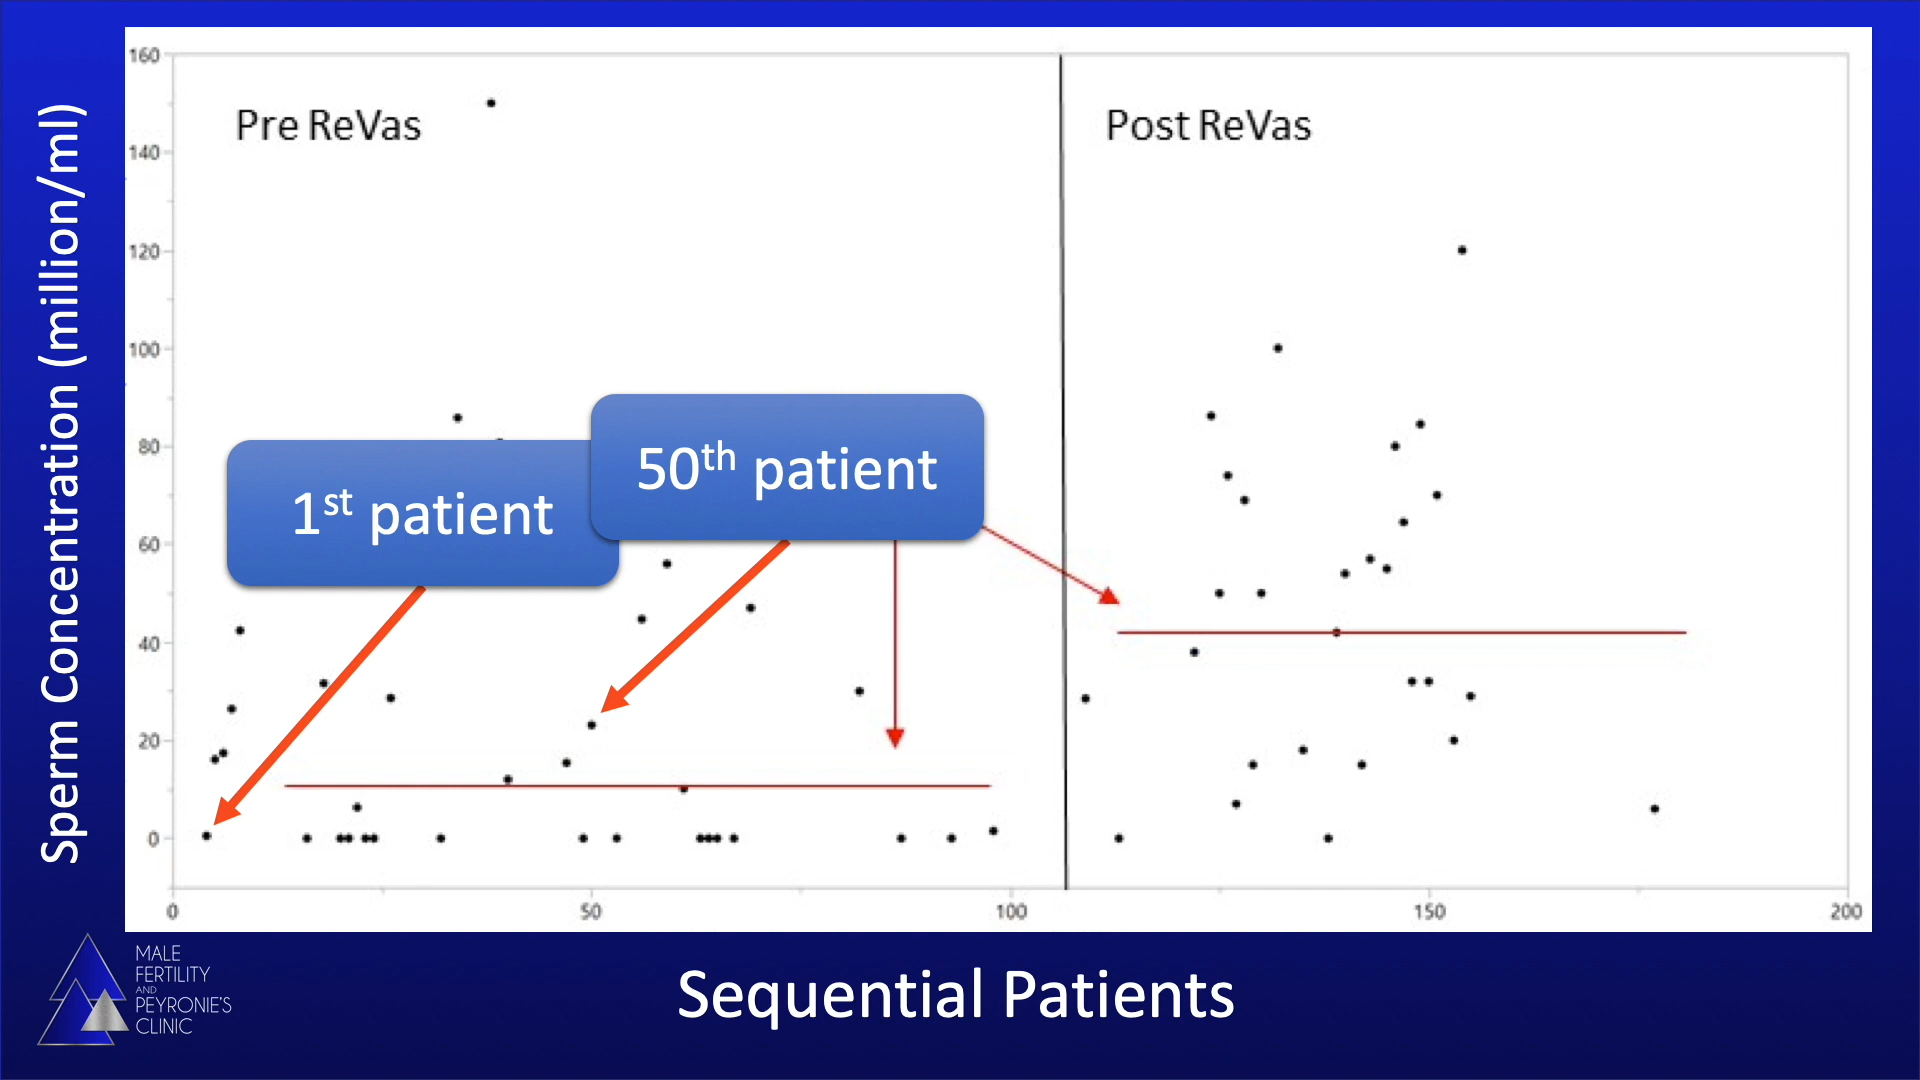 Sperm Concentration (million/ml)
160
140
120
100
80
60
40
20
0
Pre ReVas
Post ReVas
1st patient
50th patient
0
50
100
150
200
Sequential Patients
MALE
FERTILITY
AND
PEYRONIE'S
CLINIC